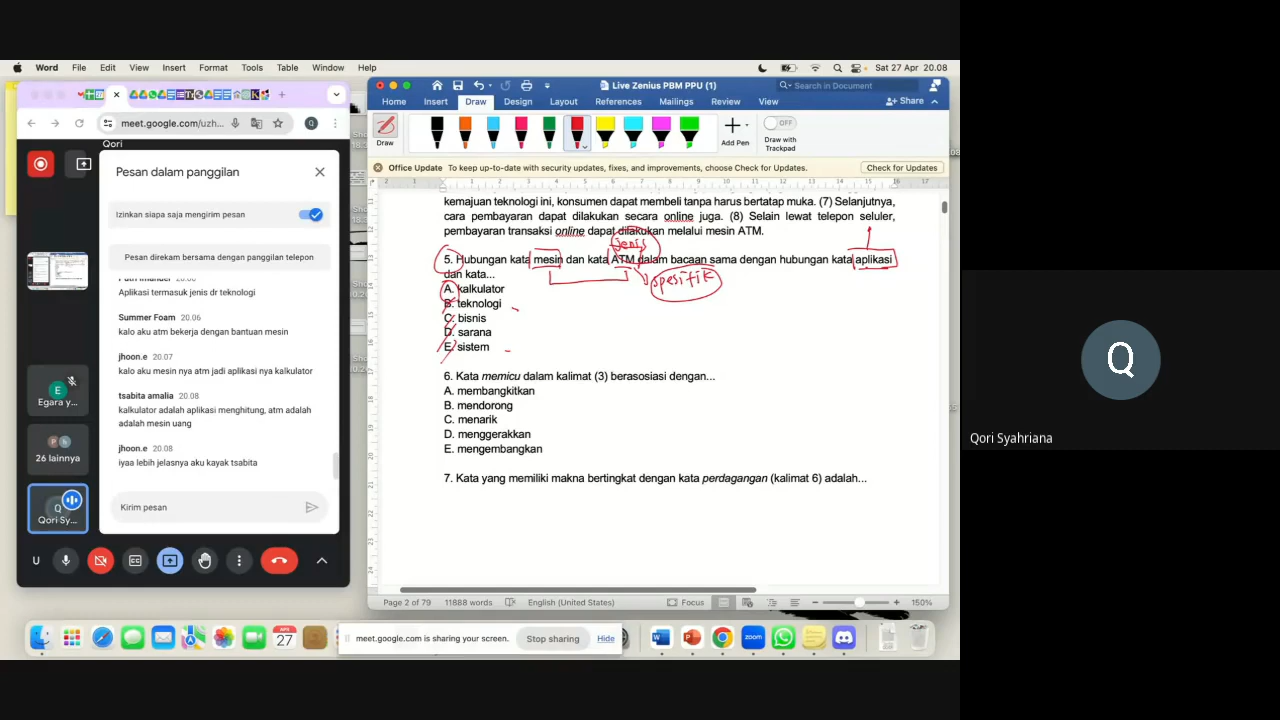 Word File Edit View Insert Format Tools Table Window Help
Sat 27 Apr 20.08
meet.google.com/uzh...
Q
Qori
Pesan dalam panggilan
Izinkan siapa saja mengirim pesan
Pesan direkam bersama dengan panggilan telepon
Aplikasi termasuk jenis dr teknologi
Summer Foam 20.06
kalo aku atm bekerja dengan bantuan mesin
jhoon.e 20.07
kalo aku mesin nya atm jadi aplikasi nya kalkulator
tsabita amalia 20.08
kalkulator adalah aplikasi menghitung, atm adalah
adalah mesin uang
jhoon.e 20.08
iyaa lebih jelasnya aku kayak tsabita
Kirim pesan
E
Egara y...
26 lainnya
Qori Sy...
U
Live Zenius PBM PPU (1)
Search in Document
Home Insert Draw Design Layout References Mailings Review View
Share
Draw
Add Pen
OFF
Draw with
Trackpad
Office Update To keep up-to-date with security updates, fixes, and improvements, choose Check for Updates.
Check for Updates
kemajuan teknologi ini, konsumen dapat membeli tanpa harus bertatap muka. (7) Selanjutnya,
cara pembayaran dapat dilakukan secara online juga. (8) Selain lewat telepon seluler,
pembayaran transaksi online dapat dilakukan melalui mesin ATM.
jenis
5. Hubungan kata mesin dan kata ATM dalam bacaan sama dengan hubungan kata aplikasi
dan kata...
spesifik
A. kalkulator
B. teknologi
C. bisnis
D. sarana
E. sistem
6. Kata memicu dalam kalimat (3) berasosiasi dengan...
A. membangkitkan
B. mendorong
C. menarik
D. menggerakkan
E. mengembangkan
7. Kata yang memiliki makna bertingkat dengan kata perdagangan (kalimat 6) adalah...
Page 2 of 79 11888 words English (United States) Focus 150%
APR
27
meet.google.com is sharing your screen. Stop sharing Hide
zoom
Q
Qori Syahriana